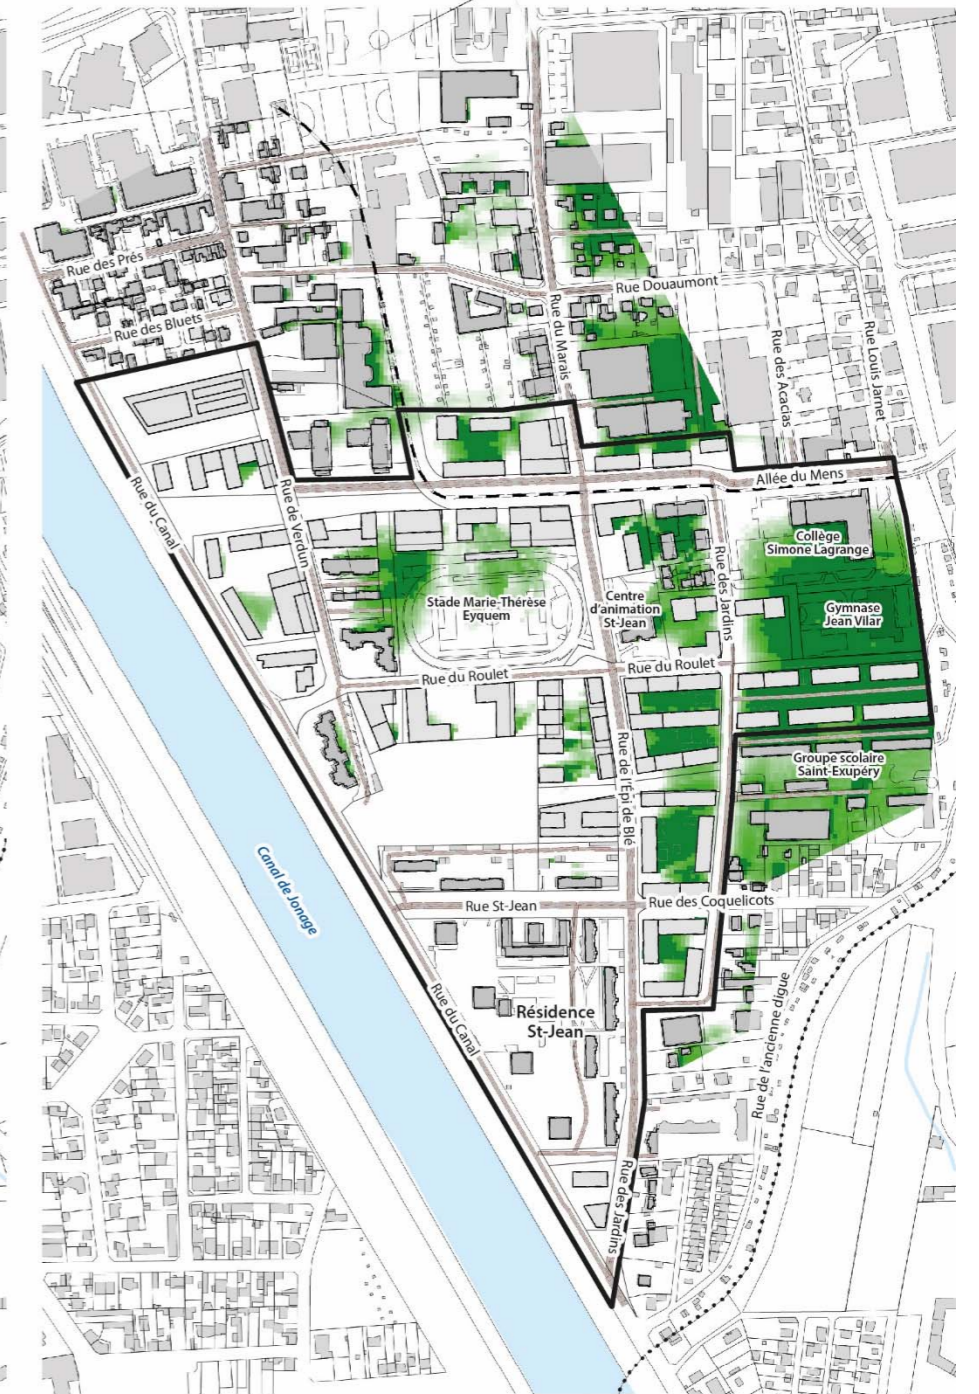 Rue des Prés
Rue des Bluets
Rue Douaumont
Rue du Marais
Rue des Acacias
Rue Louis Jarnet
Rue du Canal
Rue de Verdun
Allée du Mens
Collège
Simone Lagrange
Stade Marie-Thérèse
Eyquem
Centre
d'animation
St-Jean
Rue des Jardins
Gymnase
Jean Vilar
Rue du Roulet
Rue du Roulet
Rue de l'Épi de Blé
Groupe scolaire
Saint-Exupéry
Canal de Jonage
Rue St-Jean
Rue des Coquelicots
Rue du Canal
Résidence
St-Jean
Rue de l'ancienne digue
Rue des Jardins